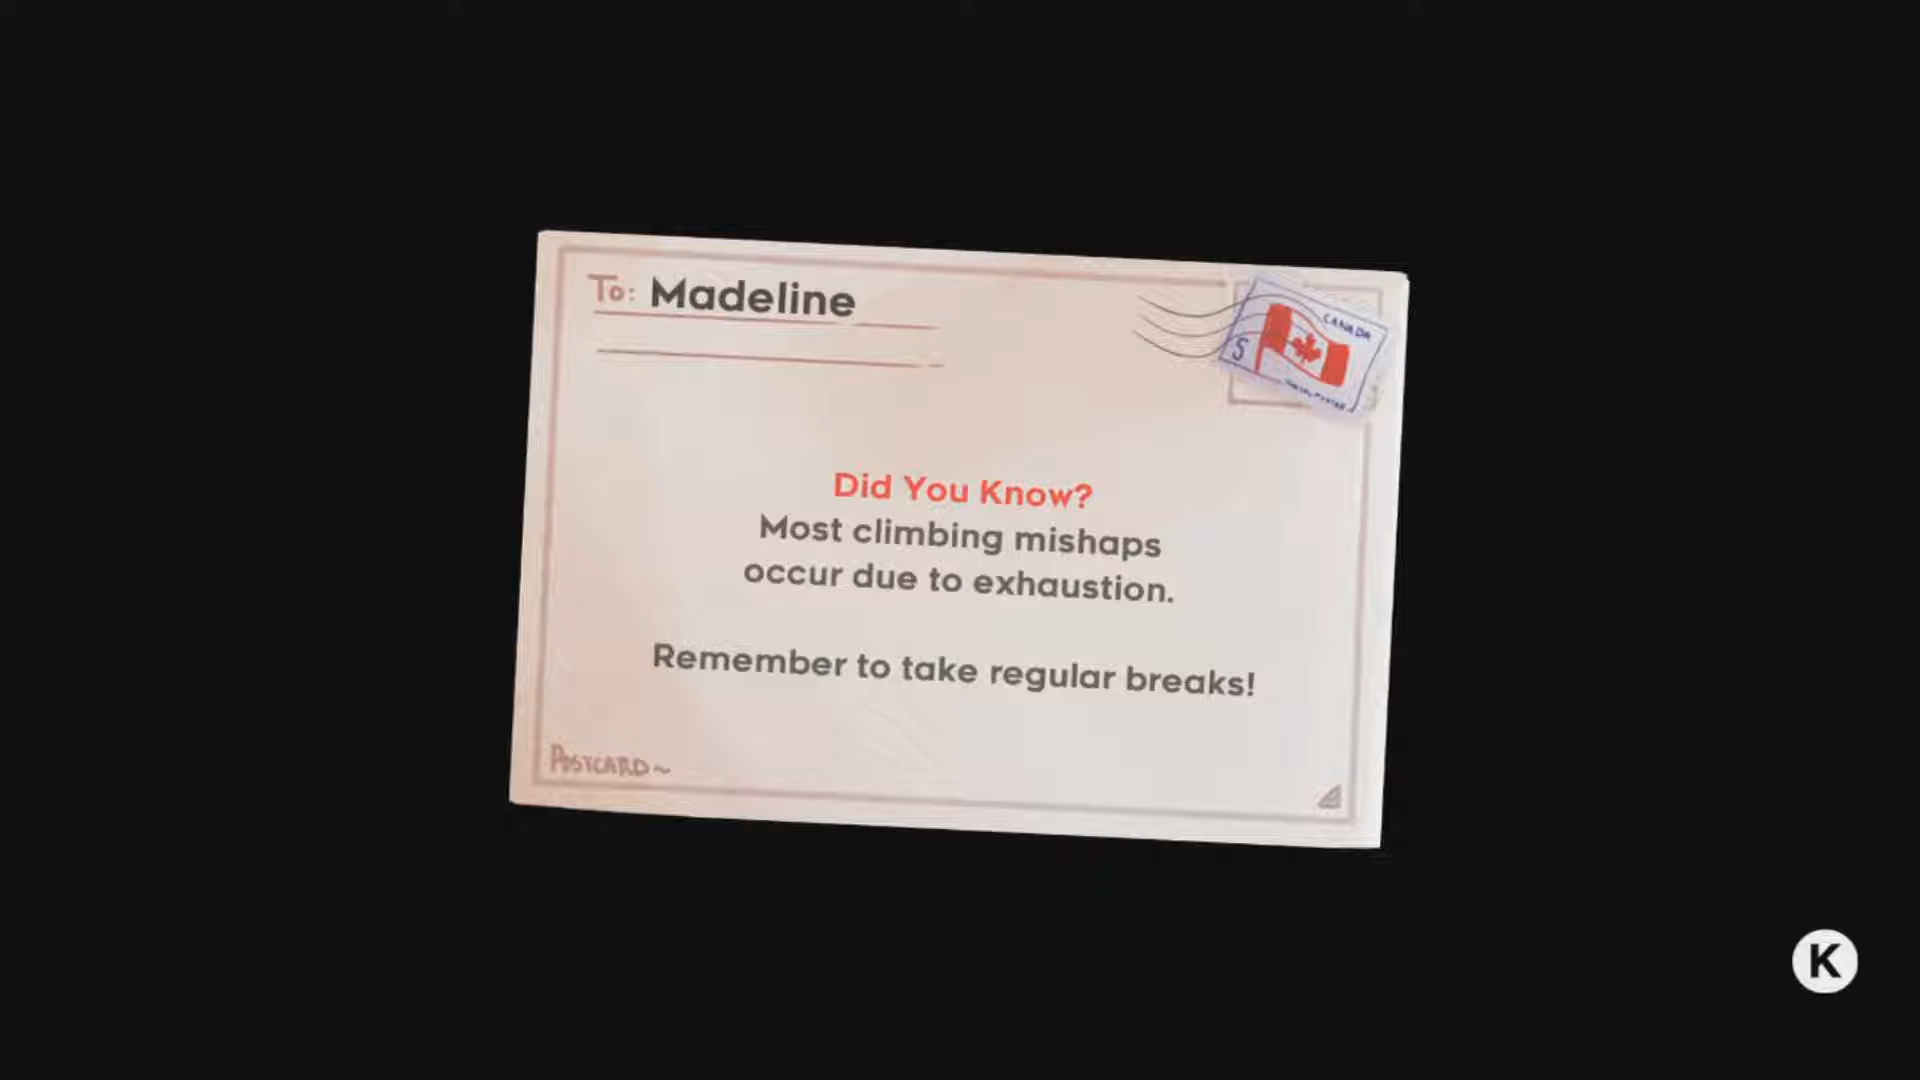 To: Madeline
CANADA
5
Did You Know?
Most climbing mishaps
occur due to exhaustion.
Remember to take regular breaks!
POSTCARD~
K